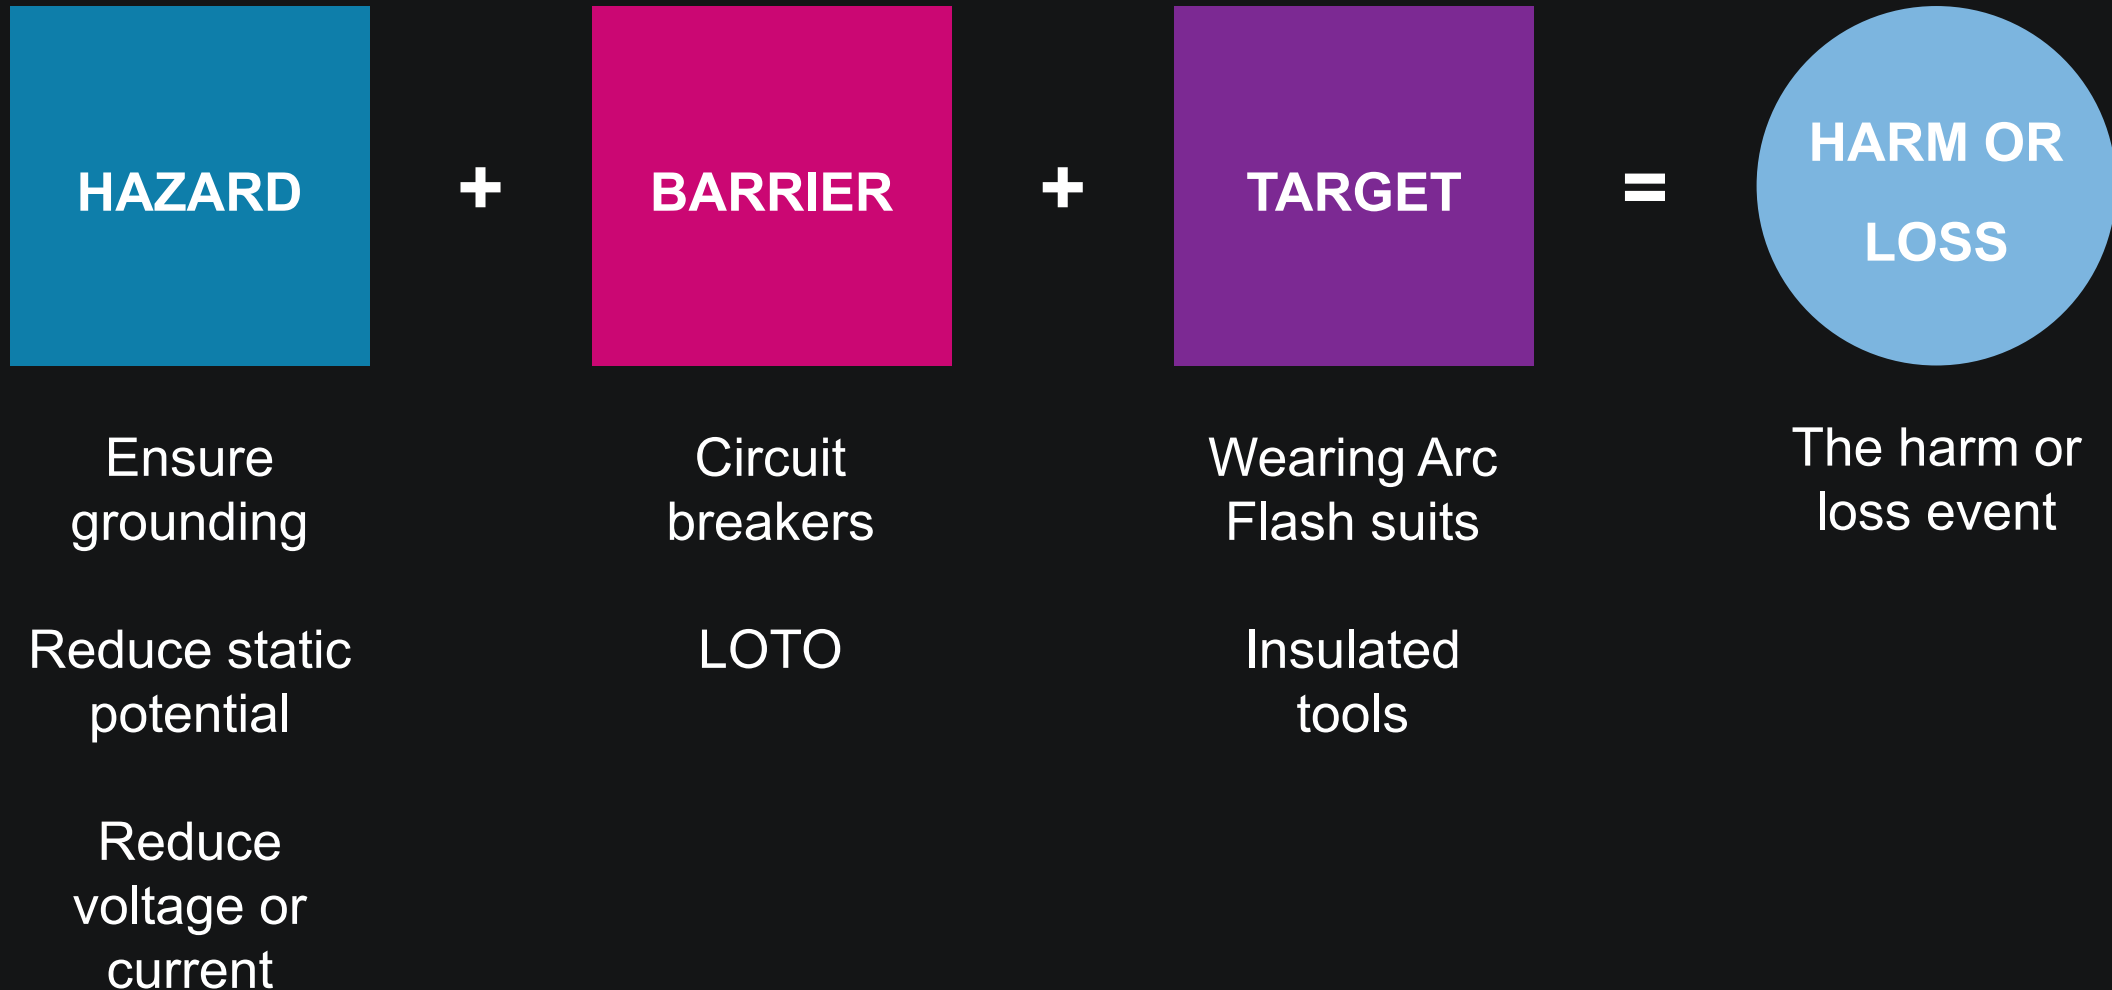 HAZARD
+
BARRIER
+
TARGET
=
HARM OR
LOSS
Ensure
grounding
Reduce static
potential
Reduce
voltage or
current
Circuit
breakers
LOTO
Wearing Arc
Flash suits
Insulated
tools
The harm or
loss event